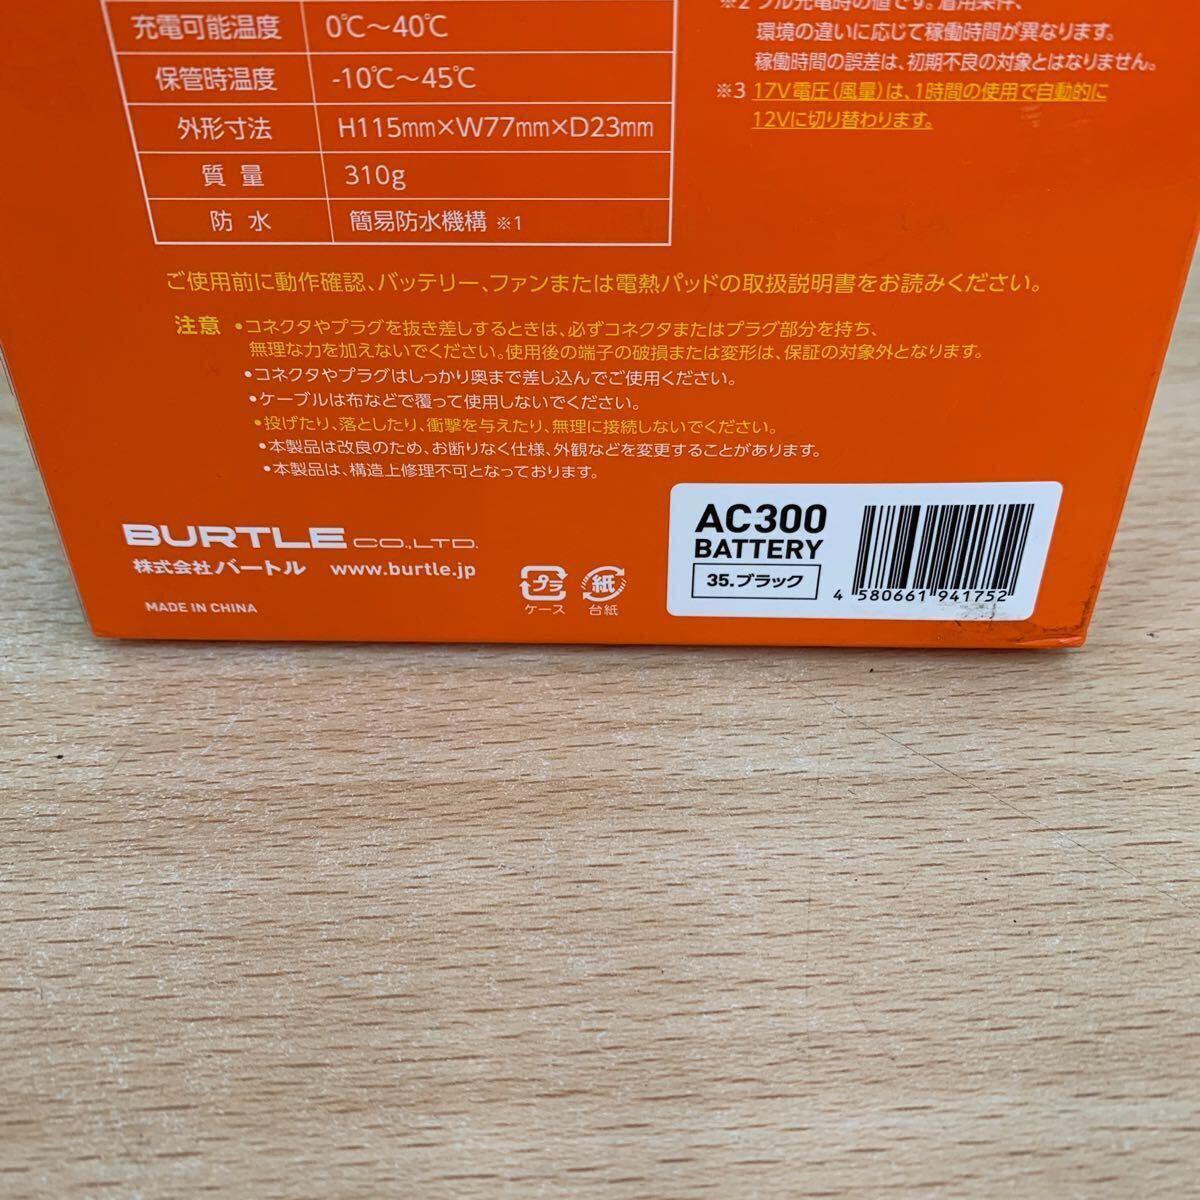 充電可能温度 0℃～40℃
保管時温度 -10℃～45℃
外形寸法 H115mm×W77mm×D23mm
質量 310g
防水 簡易防水機構 ※1
※2 フル充電時の値です。着用条件、
環境の違いに応じて稼働時間が異なります。
稼働時間の誤差は、初期不良の対象とはなりません。
※3 17V電圧(風量)は、1時間の使用で自動的に
12Vに切り替わります。
ご使用前に動作確認、バッテリー、ファンまたは電熱パッドの取扱説明書をお読みください。
注意 •コネクタやプラグを抜き差しするときは、必ずコネクタまたはプラグ部分を持ち、
無理な力を加えないでください。使用後の端子の破損または変形は、保証の対象外となります。
•コネクタやプラグはしっかり奥まで差し込んでご使用ください。
•ケーブルは布などで覆って使用しないでください。
•投げたり、落としたり、衝撃を与えたり、無理に接続しないでください。
•本製品は改良のため、お断りなく仕様、外観などを変更することがあります。
•本製品は、構造上修理不可となっております。
BURTLE CO.,LTD.
株式会社バートル www.burtle.jp
MADE IN CHINA
プラ
ケース
紙
台紙
AC300
BATTERY
35.ブラック
4 580661 941752